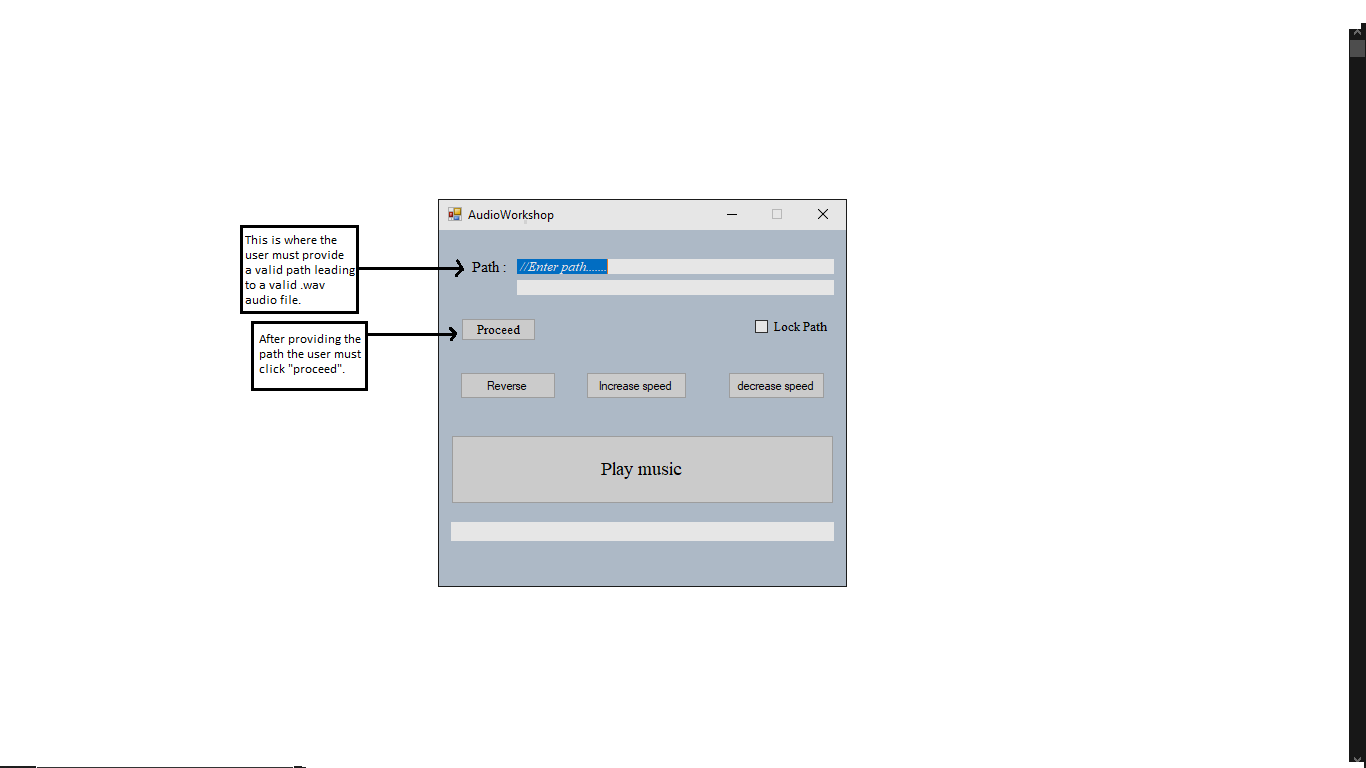 AudioWorkshop
This is where the
user must provide
a valid path leading
to a valid .wav
audio file.
Path :
//Enter path.......
After providing the
path the user must
click "proceed".
Proceed
Lock Path
Reverse
Increase speed
decrease speed
Play music